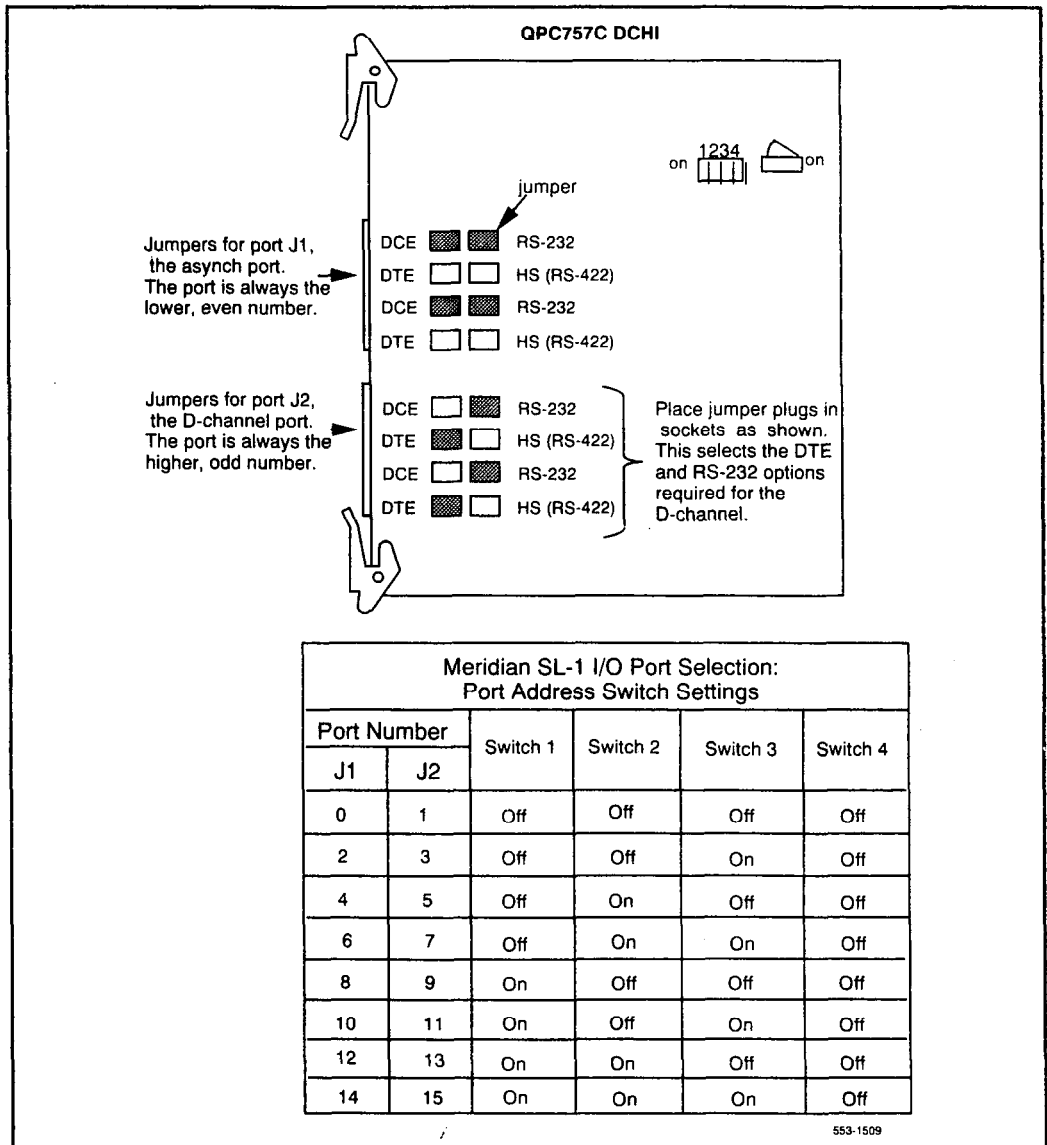 QPC757C DCHI
on 1234 on
jumper
Jumpers for port J1,
the asynch port.
The port is always the
lower, even number.
DCE RS-232
DTE HS (RS-422)
DCE RS-232
DTE HS (RS-422)
Jumpers for port J2,
the D-channel port.
The port is always the
higher, odd number.
DCE RS-232
DTE HS (RS-422)
DCE RS-232
DTE HS (RS-422)
Place jumper plugs in
sockets as shown.
This selects the DTE
and RS-232 options
required for the
D-channel.
Meridian SL-1 I/O Port Selection:
Port Address Switch Settings
Port Number Switch 1 Switch 2 Switch 3 Switch 4
J1 J2
0 1 Off Off Off Off
2 3 Off Off On Off
4 5 Off On Off Off
6 7 Off On On Off
8 9 On Off Off Off
10 11 On Off On Off
12 13 On On Off Off
14 15 On On On Off
553-1509